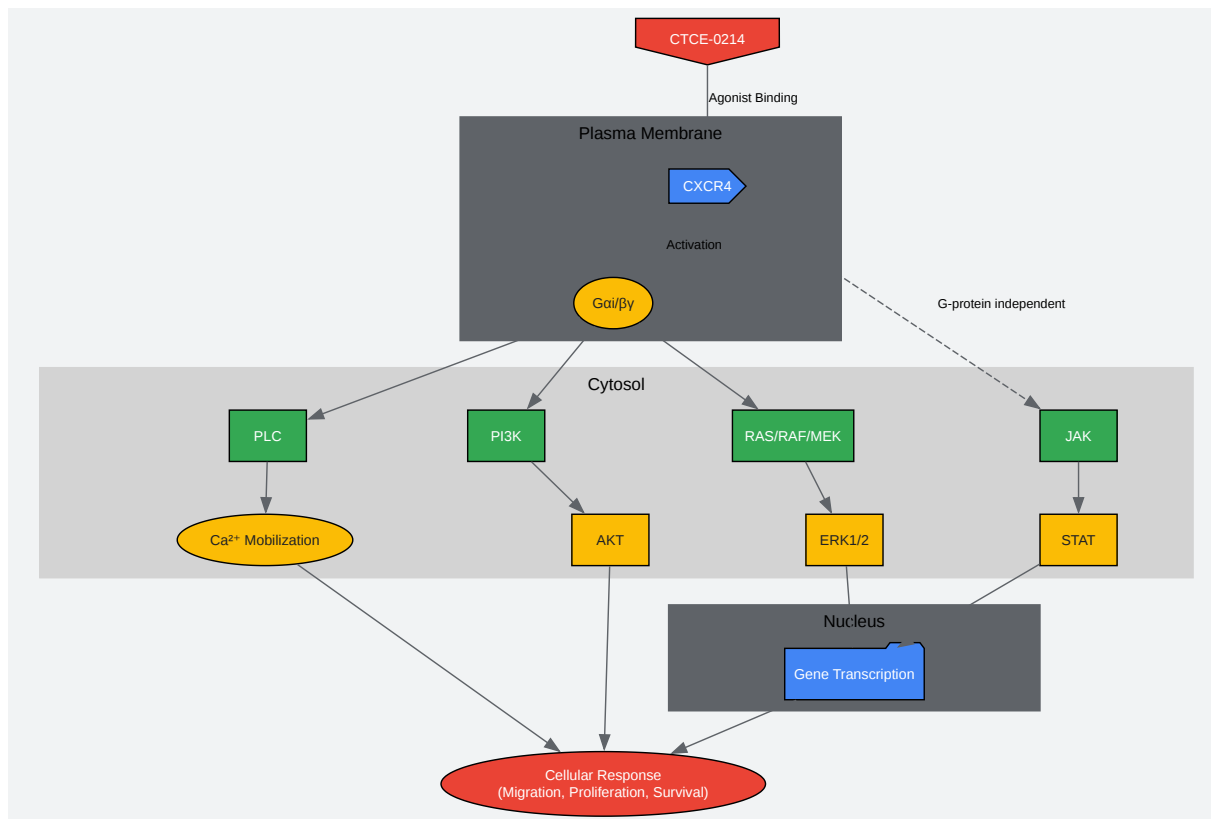 CTCE-0214
Agonist Binding
Plasma Membrane
CXCR4
Activation
Gαi/βγ
G-protein independent
Cytosol
PLC
PI3K
RAS/RAF/MEK
JAK
Ca²⁺ Mobilization
AKT
ERK1/2
STAT
Nucleus
Gene Transcription
Cellular Response
(Migration, Proliferation, Survival)